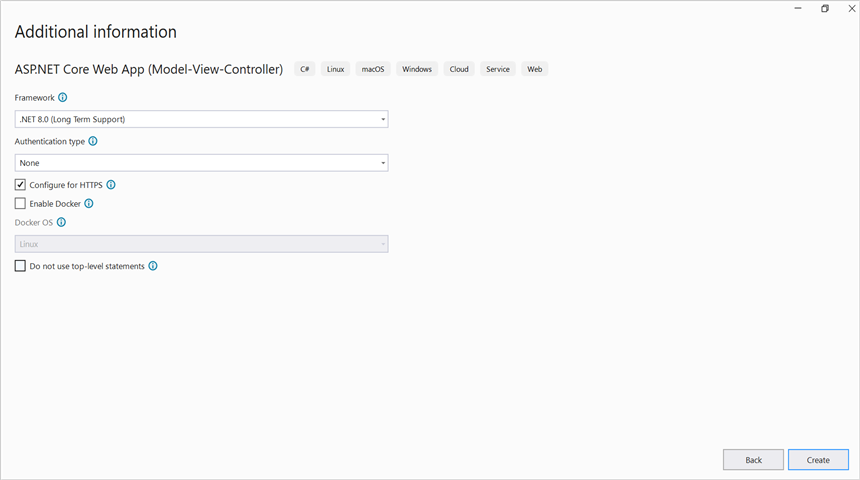 Additional information
ASP.NET Core Web App (Model-View-Controller) C# Linux macOS Windows Cloud Service Web
Framework
.NET 8.0 (Long Term Support)
Authentication type
None
Configure for HTTPS
Enable Docker
Docker OS
Linux
Do not use top-level statements
Back Create